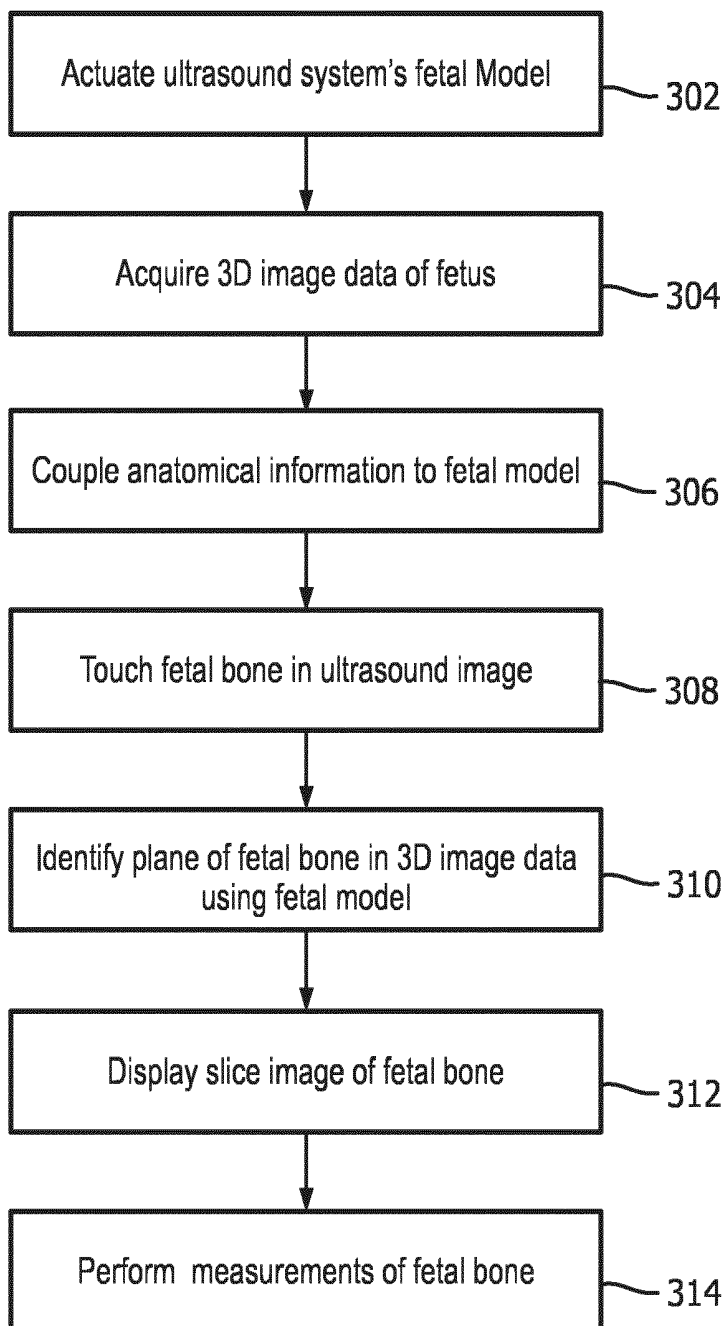 Actuate ultrasound system's fetal Model
302
Acquire 3D image data of fetus
304
Couple anatomical information to fetal model
306
Touch fetal bone in ultrasound image
308
Identify plane of fetal bone in 3D image data
using fetal model
310
Display slice image of fetal bone
312
Perform measurements of fetal bone
314